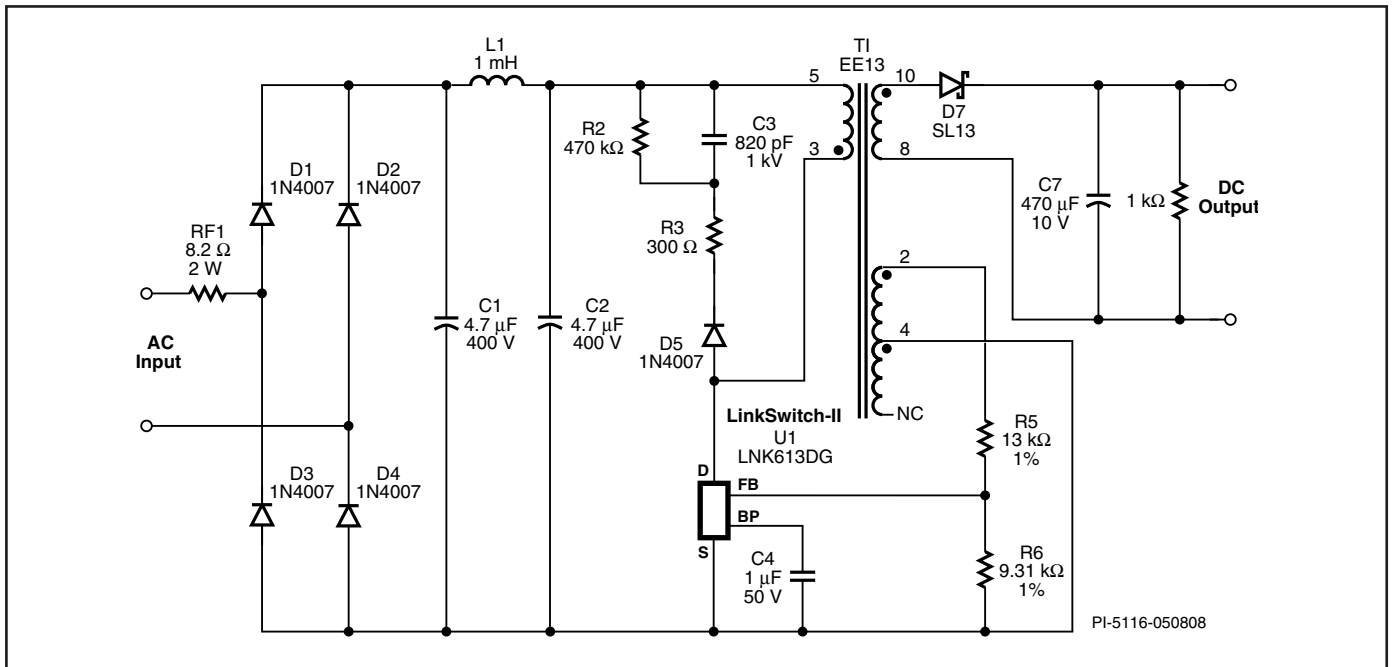 L1
1 mH
TI
EE13
5
10
D7
SL13
R2
470 kΩ
C3
820 pF
1 kV
3
8
D1
1N4007
D2
1N4007
C7
470 μF
10 V
1 kΩ
DC
Output
RF1
8.2 Ω
2 W
R3
300 Ω
2
AC
Input
C1
4.7 μF
400 V
C2
4.7 μF
400 V
D5
1N4007
4
NC
LinkSwitch-II
U1
LNK613DG
R5
13 kΩ
1%
D3
1N4007
D4
1N4007
D
FB
BP
S
C4
1 μF
50 V
R6
9.31 kΩ
1%
PI-5116-050808